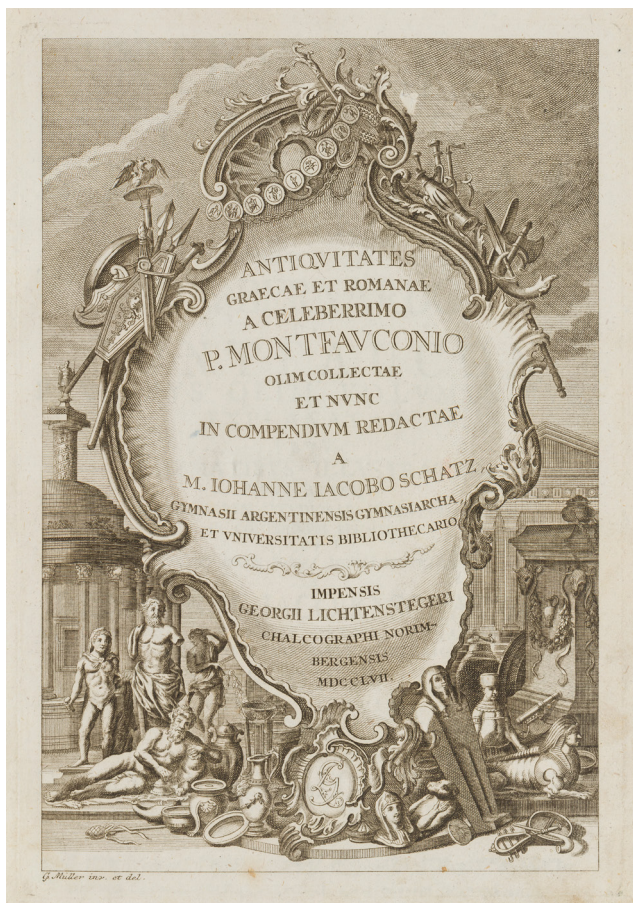 ANTIQVITATES
GRAECAE ET ROMANAE
A CELEBERRIMO
P. MONTFAVCONIO
OLIM COLLECTAE
ET NVNC
IN COMPENDIVM REDACTAE
A
M. IOHANNE IACOBO SCHATZ
GYMNASII ARGENTINENSIS GYMNASIARCHA
ET VNIVERSITATIS BIBLIOTHECARIO
IMPENSIS
GEORGII LICHTENSTEGERI
CHALCOGRAPHI NORIM-
BERGENSIS
MDCCLVII.
G. Müller inv. et del.